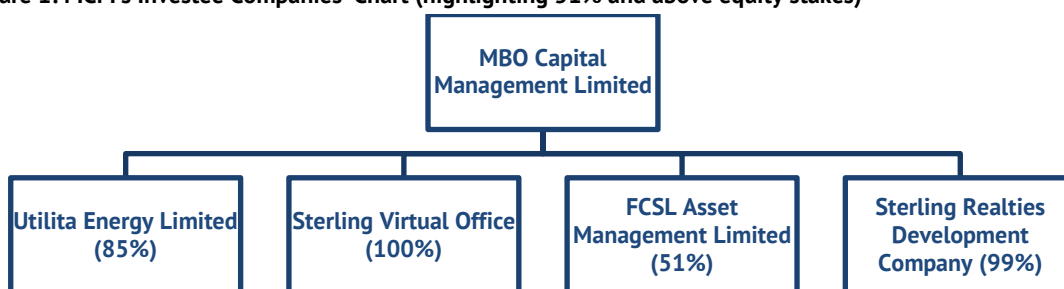 MBO Capital
Management Limited
Utilita Energy Limited
(85%)
Sterling Virtual Office
(100%)
FCSL Asset
Management Limited
(51%)
Sterling Realties
Development
Company (99%)